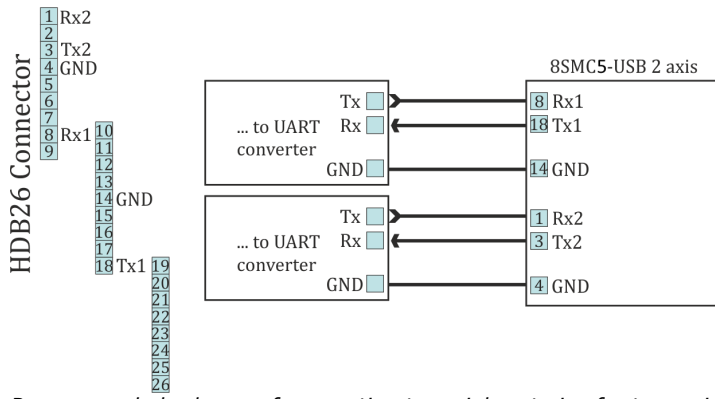 HDB26 Connector
1 Rx2
2
3 Tx2
4 GND
5
6
7
8 Rx1
9
10
11
12
13
14 GND
15
16
17
18 Tx1
19
20
21
22
23
24
25
26
... to UART
converter
Tx
Rx
GND
... to UART
converter
Tx
Rx
GND
8SMC5-USB 2 axis
8 Rx1
18 Tx1
14 GND
1 Rx2
3 Tx2
4 GND